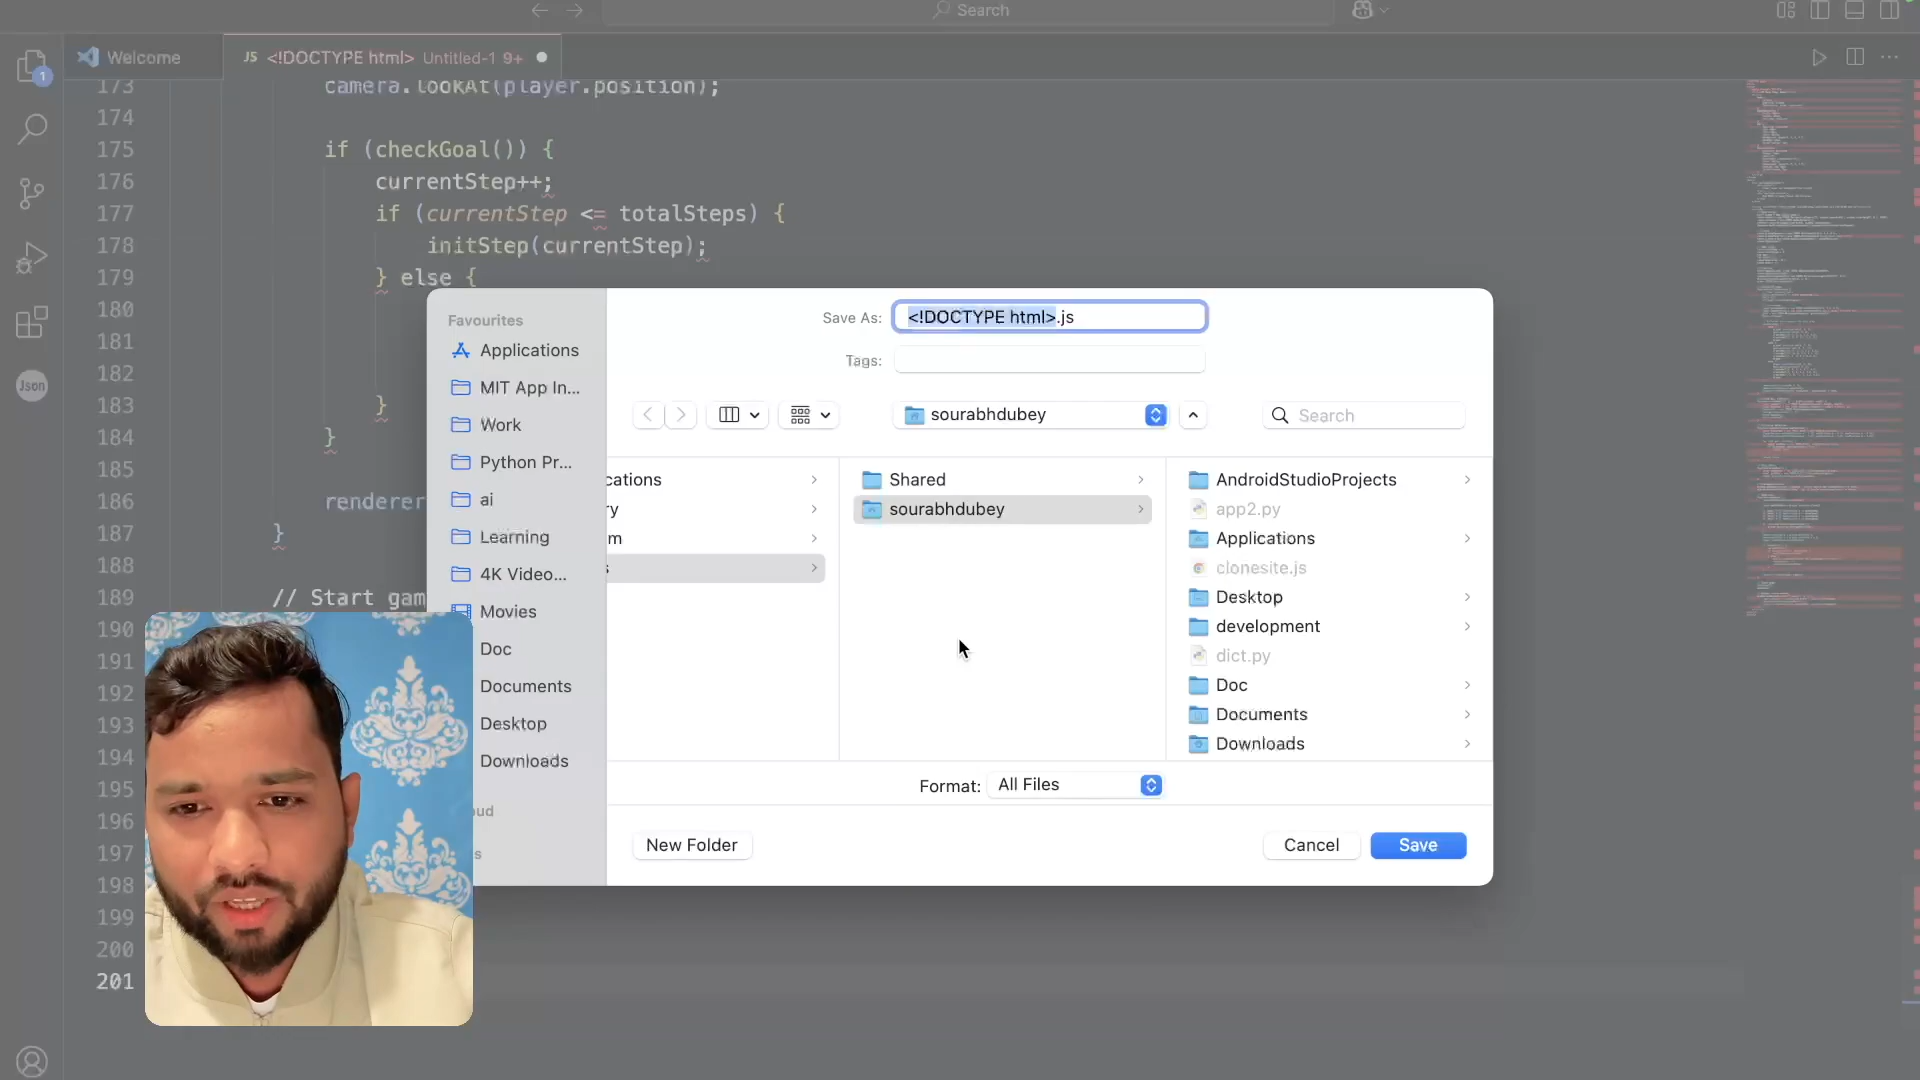 Search
Welcome
JS <!DOCTYPE html> Untitled-1 9+
1
173 camera.lookAt(player.position);
174
175 if (checkGoal()) {
176 currentStep++;
177 if (currentStep <= totalSteps) {
178 initStep(currentStep);
179 } else {
180
181
182
183 }
184 }
185
186 renderer
187 }
188
189 // Start gam
190
191
192
193
194
195
196
197
198
199
200
201
Json
Favourites
Applications
MIT App In...
Work
Python Pr...
ai
Learning
4K Video...
Movies
Doc
Documents
Desktop
Downloads
oud
s
Save As: <!DOCTYPE html>.js
Tags:
sourabhdubey
Search
cations
ry
m
s
Shared
sourabhdubey
AndroidStudioProjects
app2.py
Applications
clonesite.js
Desktop
development
dict.py
Doc
Documents
Downloads
Format: All Files
New Folder
Cancel
Save